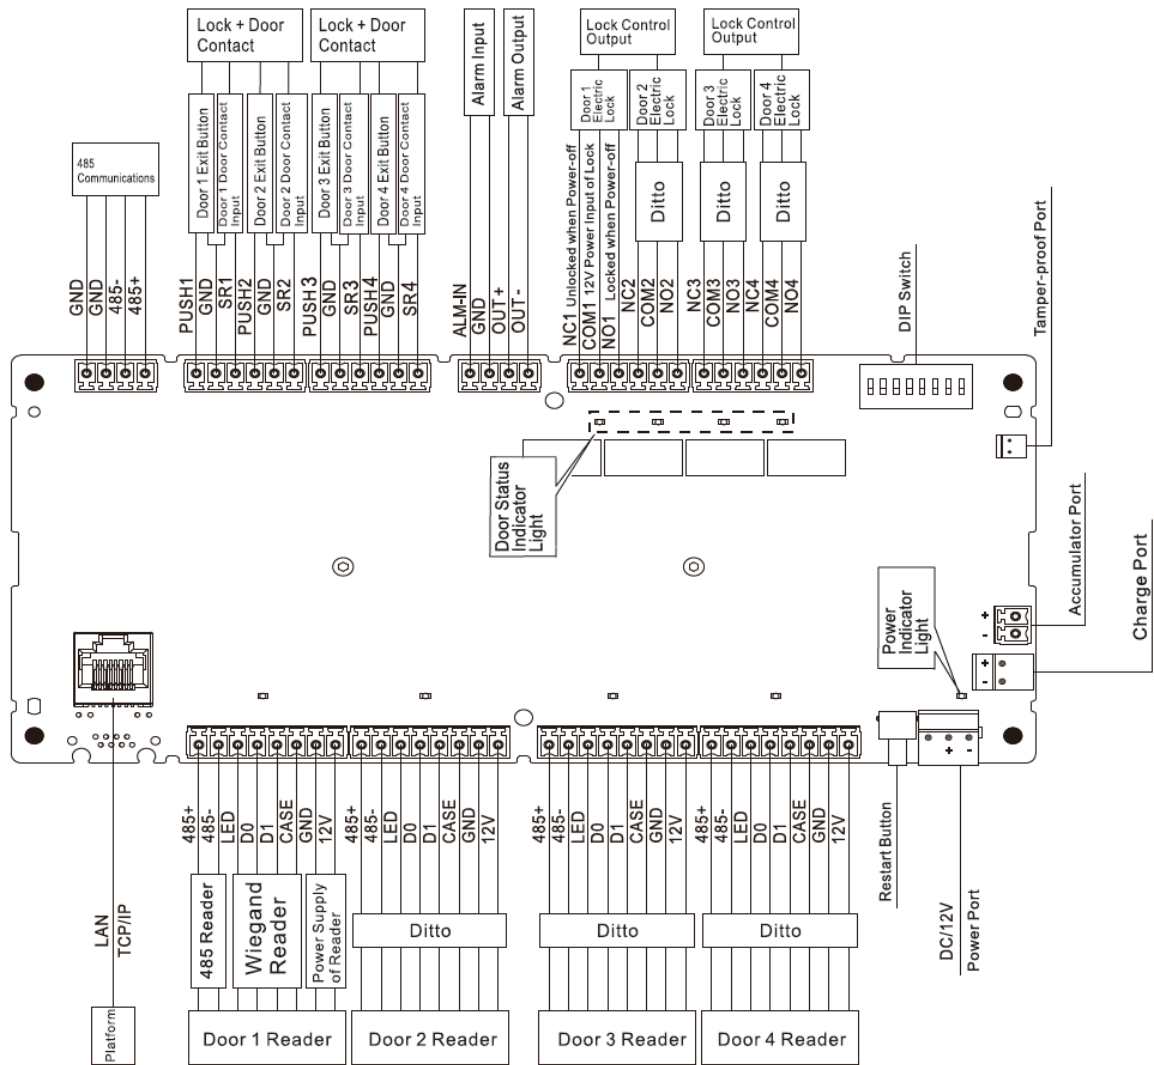 Lock + Door
Contact
Lock + Door
Contact
Alarm Input
Alarm Output
Lock Control
Output
Lock Control
Output
485
Communications
Door 1 Exit Button
Door 1 Door Contact
Input
Door 2 Exit Button
Door 2 Door Contact
Input
Door 3 Exit Button
Door 3 Door Contact
Input
Door 4 Exit Button
Door 4 Door Contact
Input
Door 1
Electric
Lock
Door 2
Electric
Lock
Door 3
Electric
Lock
Door 4
Electric
Lock
Ditto
Ditto
Ditto
GND
GND
485-
485+
PUSH1
GND
SR1
PUSH2
GND
SR2
PUSH3
GND
SR3
PUSH4
GND
SR4
ALM-IN
GND
OUT+
OUT-
NC1 Unlocked when Power-off
COM1 12V Power Input of Lock
NO1 Locked when Power-off
NC2
COM2
NO2
NC3
COM3
NO3
NC4
COM4
NO4
DIP Switch
Tamper-proof Port
Door Status
Indicator
Light
Power
Indicator
Light
Accumulator Port
Charge Port
+
-
+
-
+
-
485+
485-
LED
D0
D1
CASE
GND
12V
485+
485-
LED
D0
D1
CASE
GND
12V
485+
485-
LED
D0
D1
CASE
GND
12V
485+
485-
LED
D0
D1
CASE
GND
12V
Restart Button
DC/12V
Power Port
LAN
TCP/IP
485 Reader
Wiegand
Reader
Power Supply
of Reader
Ditto
Ditto
Ditto
Platform
Door 1 Reader
Door 2 Reader
Door 3 Reader
Door 4 Reader